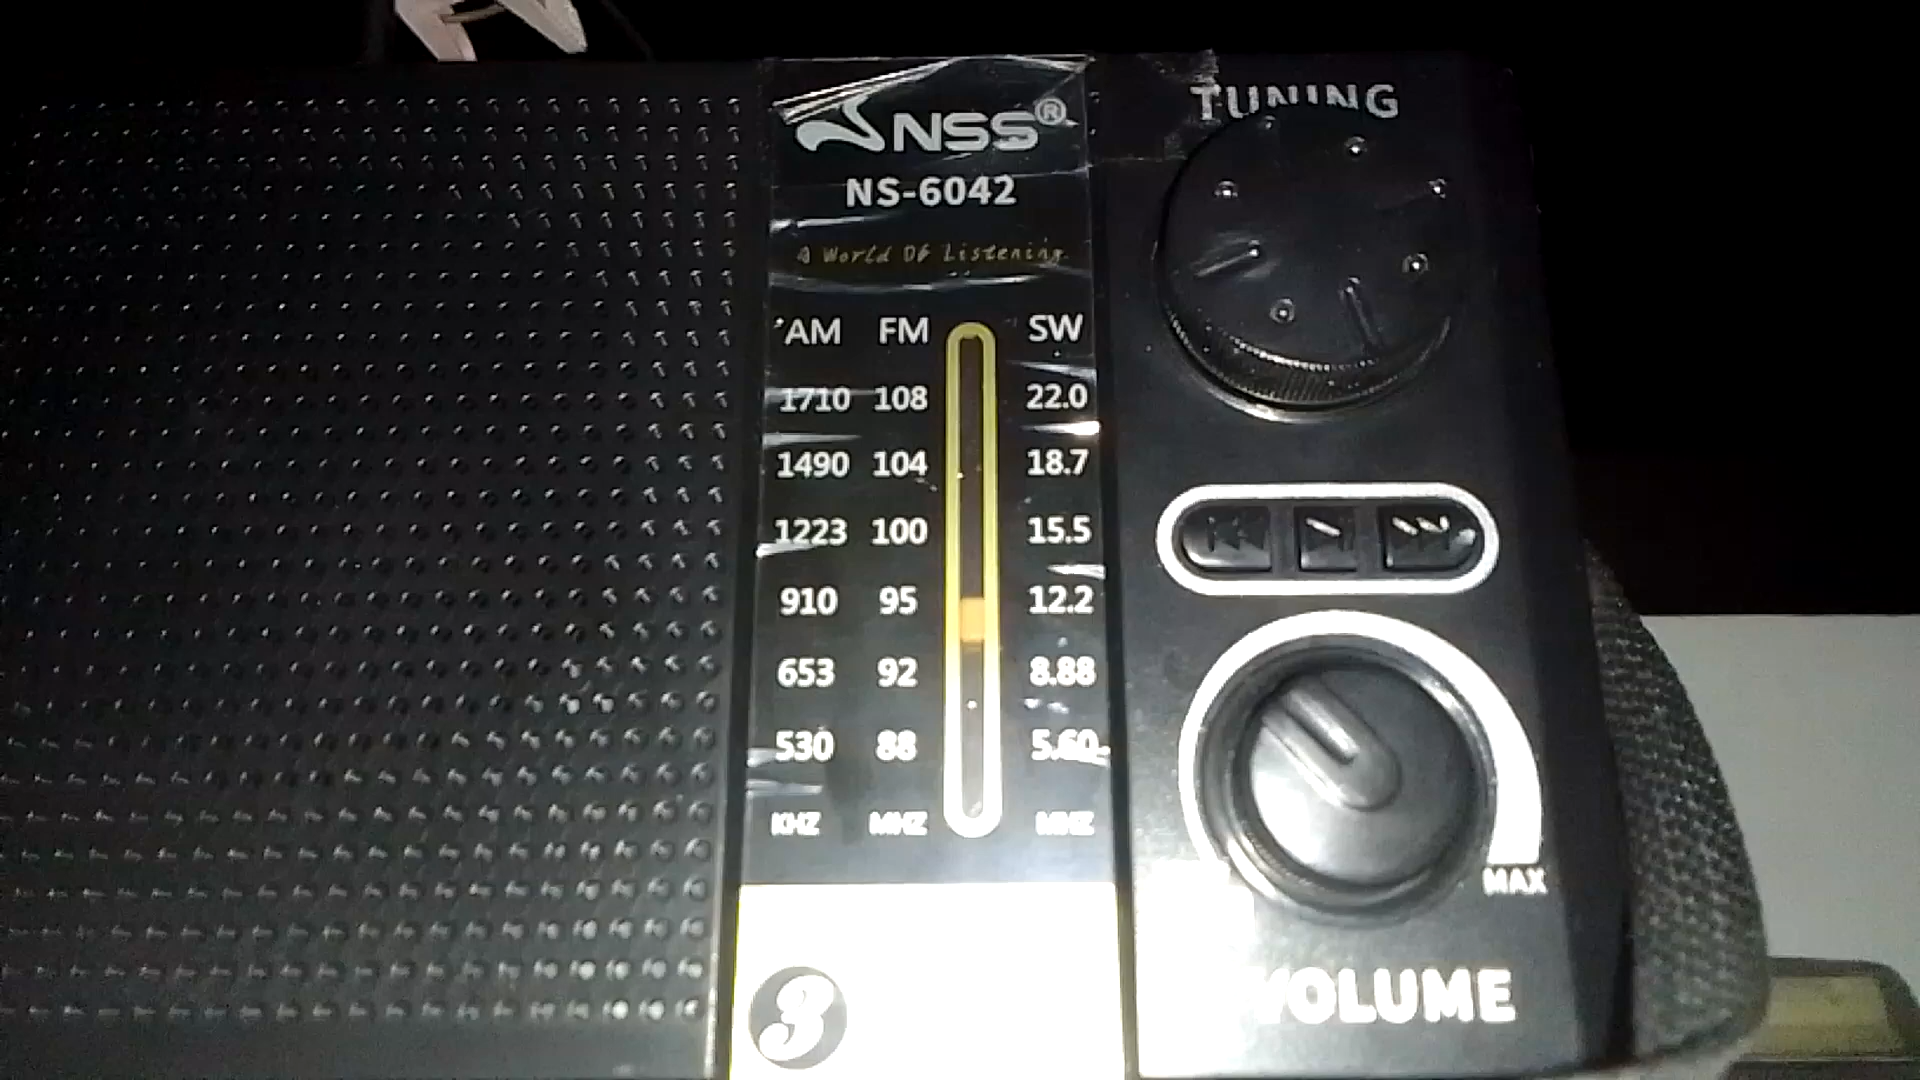 NSS®
NS-6042
A World Of Listening
AM FM SW
1710 108 22.0
1490 104 18.7
1223 100 15.5
910 95 12.2
653 92 8.88
530 88 5.60
KHZ MHZ MHZ
3
TUNING
MAX
VOLUME